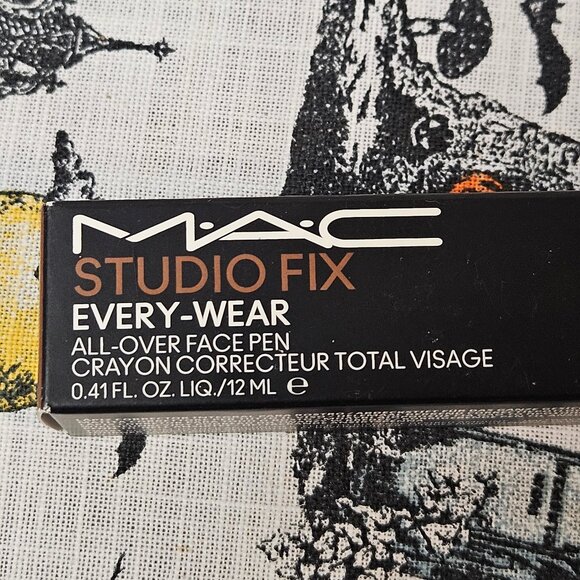 M·A·C
STUDIO FIX
EVERY-WEAR
ALL-OVER FACE PEN
CRAYON CORRECTEUR TOTAL VISAGE
0.41 FL. OZ. LIQ./12 ML ℮